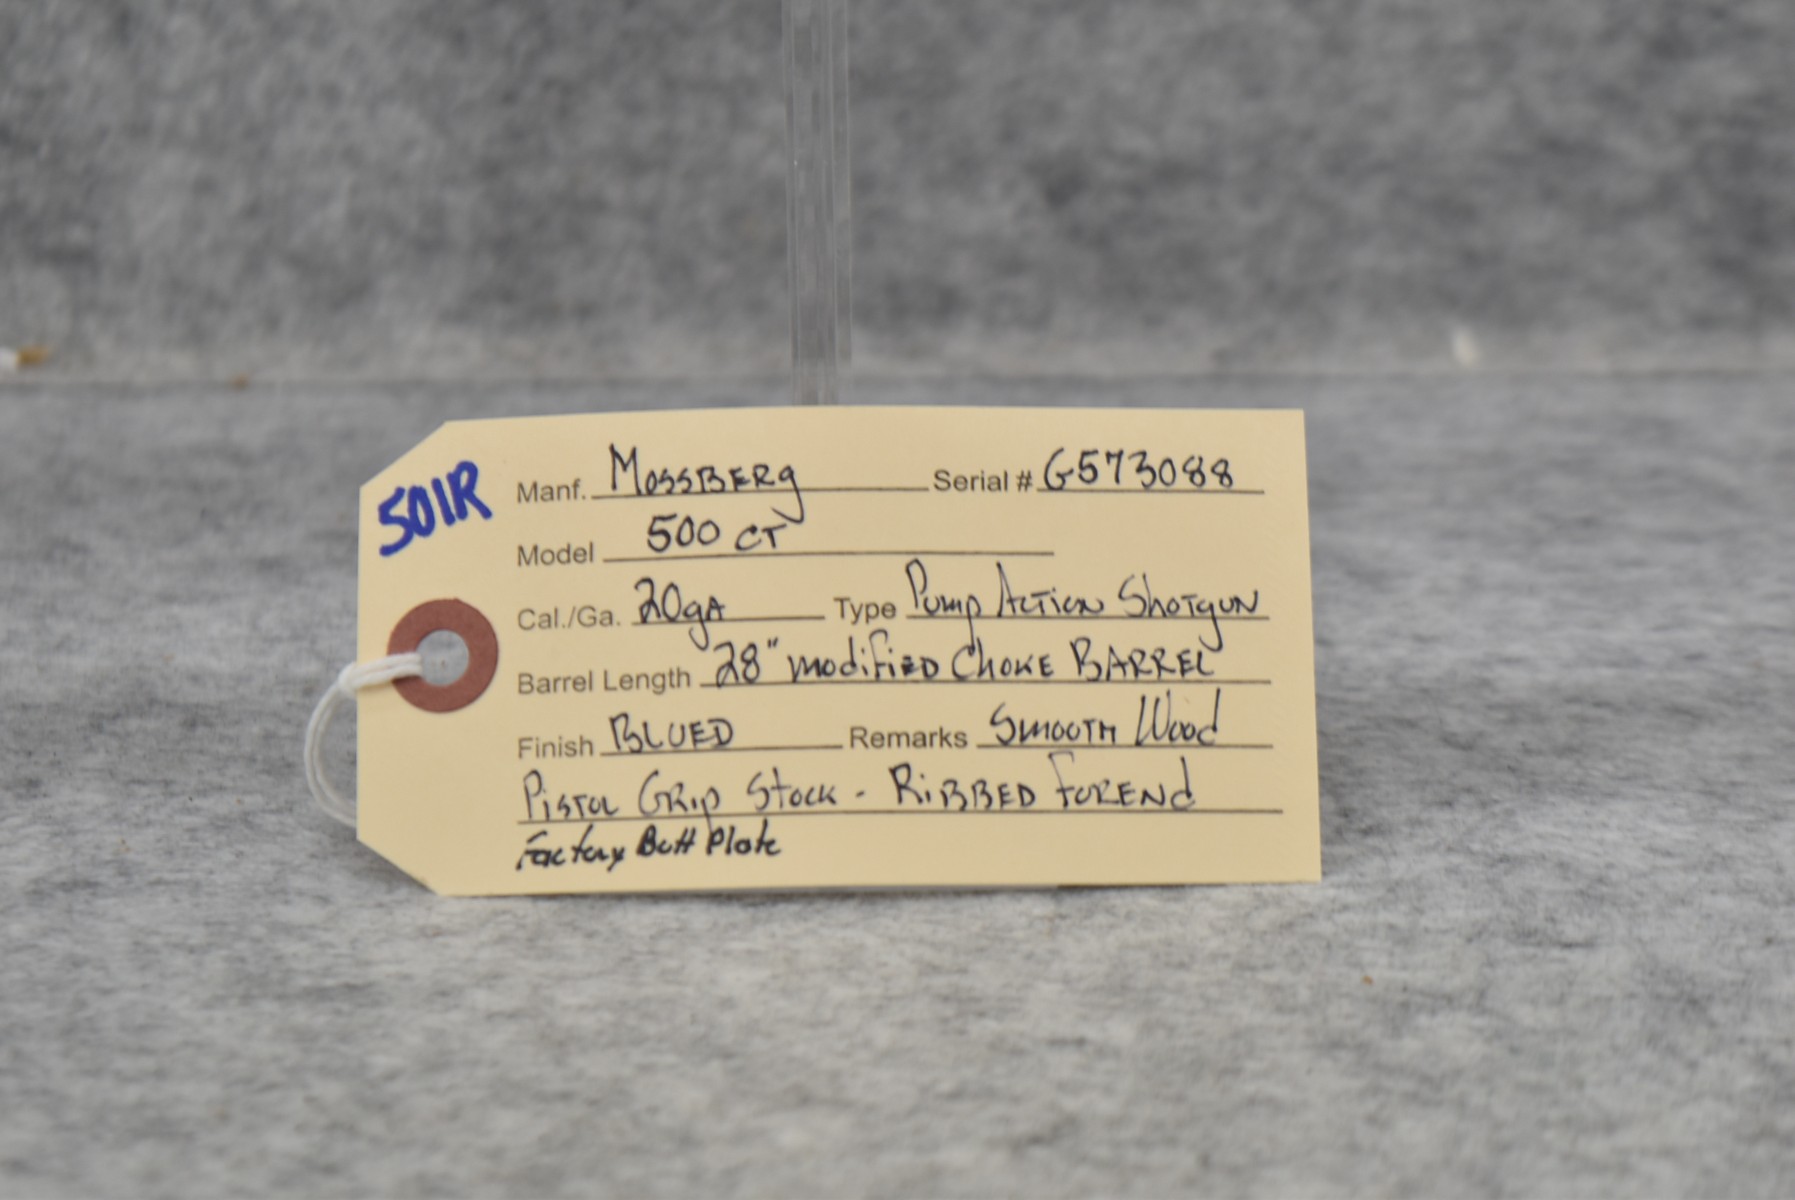 501R
Manf. MOSSBERg Serial # G573088
Model 500 CT
Cal./Ga. 20gA Type Pump Action Shotgun
Barrel Length 28" modified Choke BARREL
Finish BLUED Remarks Smooth Wood
Pistol Grip Stock - RiBBED ForEnd
Factory Butt Plate